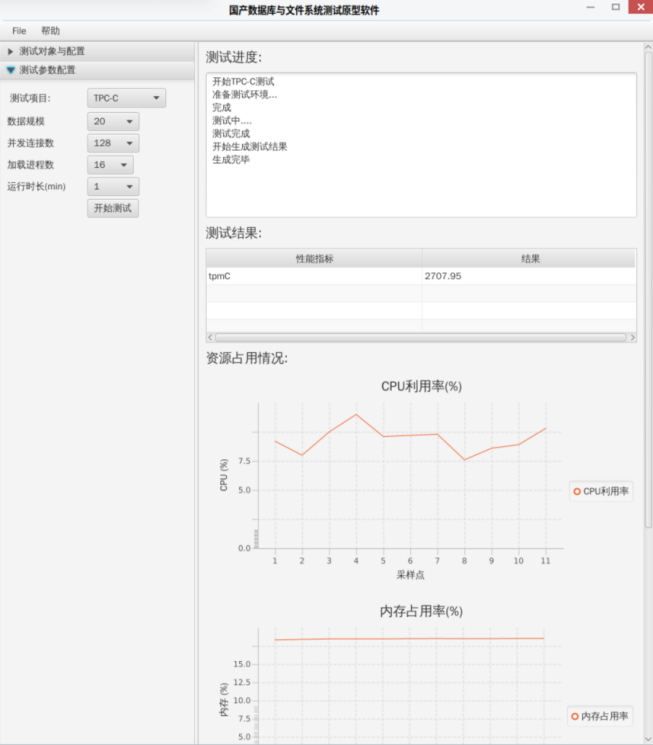 国产数据库与文件系统测试原型软件
File 帮助
测试对象与配置
测试参数配置
测试项目: TPC-C
数据规模 20
并发连接数 128
加载进程数 16
运行时长(min) 1
开始测试
测试进度:
开始TPC-C测试
准备测试环境...
完成
测试中....
测试完成
开始生成测试结果
生成完毕
测试结果:
性能指标 结果
tpmC 2707.95
资源占用情况:
CPU利用率(%)
CPU (%)
7.5
5.0
0.0
1 2 3 4 5 6 7 8 9 10 11
采样点
CPU利用率
内存占用率(%)
内存 (%)
15.0
12.5
10.0
7.5
5.0
内存占用率